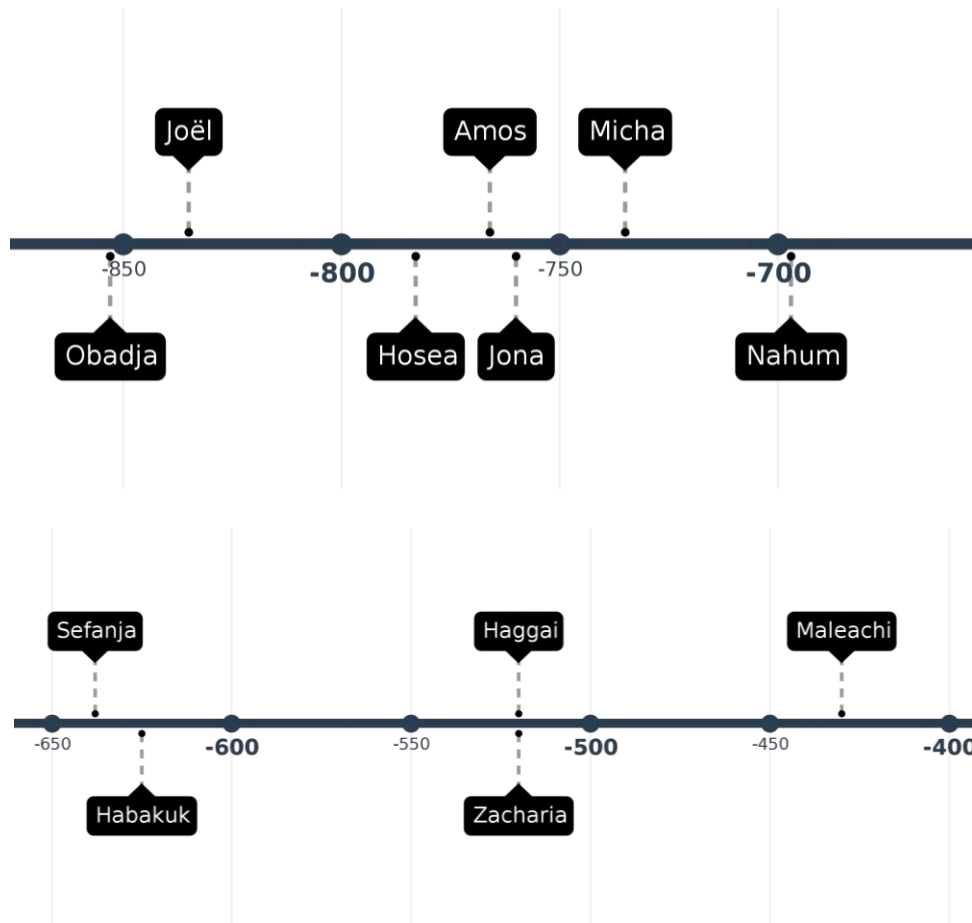 Joël Amos Micha
-850 -800 -750 -700
Obadja Hosea Jona Nahum
Sefanja Haggai Maleachi
-650 -600 -550 -500 -450 -400
Habakuk Zacharia